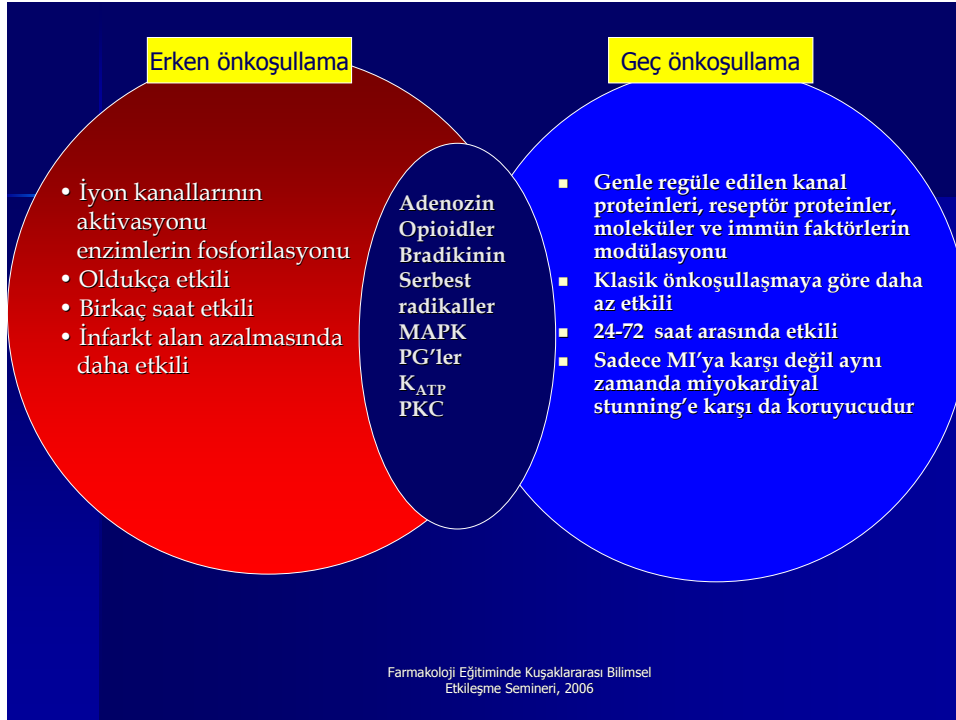 Erken önkoşullama
Geç önkoşullama
• İyon kanallarının
aktivasyonu
enzimlerin fosforilasyonu
• Oldukça etkili
• Birkaç saat etkili
• İnfarkt alan azalmasında
daha etkili
Adenozin
Opioidler
Bradikinin
Serbest
radikaller
MAPK
PG’ler
K_ATP
PKC
▪ Genle regüle edilen kanal
proteinleri, reseptör proteinler,
moleküler ve immün faktörlerin
modülasyonu
▪ Klasik önkoşullaşmaya göre daha
az etkili
▪ 24-72 saat arasında etkili
▪ Sadece MI’ya karşı değil aynı
zamanda miyokardiyal
stunning’e karşı da koruyucudur
Farmakoloji Eğitiminde Kuşaklararası Bilimsel
Etkileşme Semineri, 2006